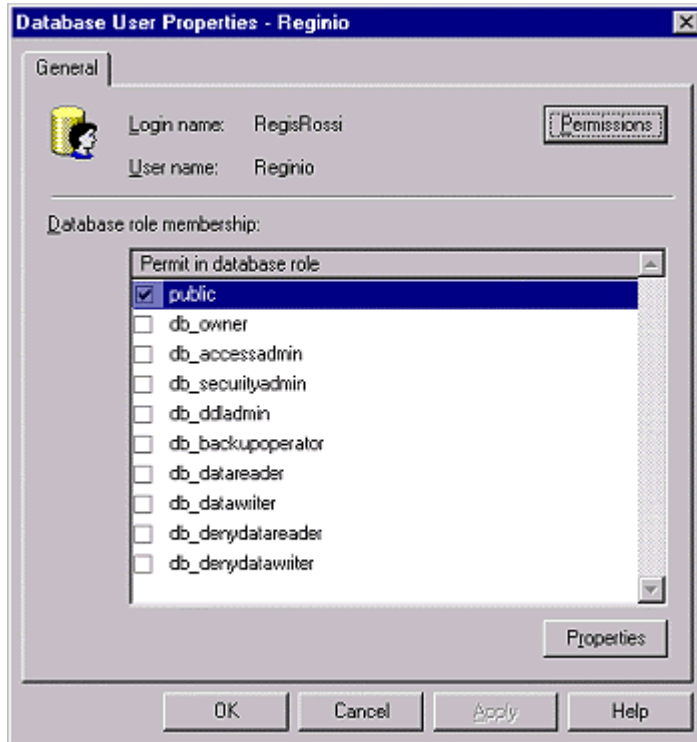 Database User Properties - Reginio
General
Login name: RegisRossi
Permissions
User name: Reginio
Database role membership:
Permit in database role
public
db_owner
db_accessadmin
db_securityadmin
db_ddladmin
db_backupoperator
db_datareader
db_datawriter
db_denydatareader
db_denydatawriter
Properties
OK Cancel Apply Help